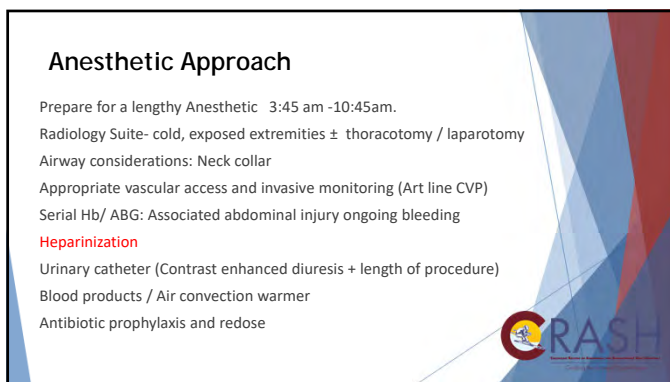 Anesthetic Approach
Prepare for a lengthy Anesthetic 3:45 am -10:45am.
Radiology Suite- cold, exposed extremities ± thoracotomy / laparotomy
Airway considerations: Neck collar
Appropriate vascular access and invasive monitoring (Art line CVP)
Serial Hb/ ABG: Associated abdominal injury ongoing bleeding
Heparinization
Urinary catheter (Contrast enhanced diuresis + length of procedure)
Blood products / Air convection warmer
Antibiotic prophylaxis and redose
CRASH